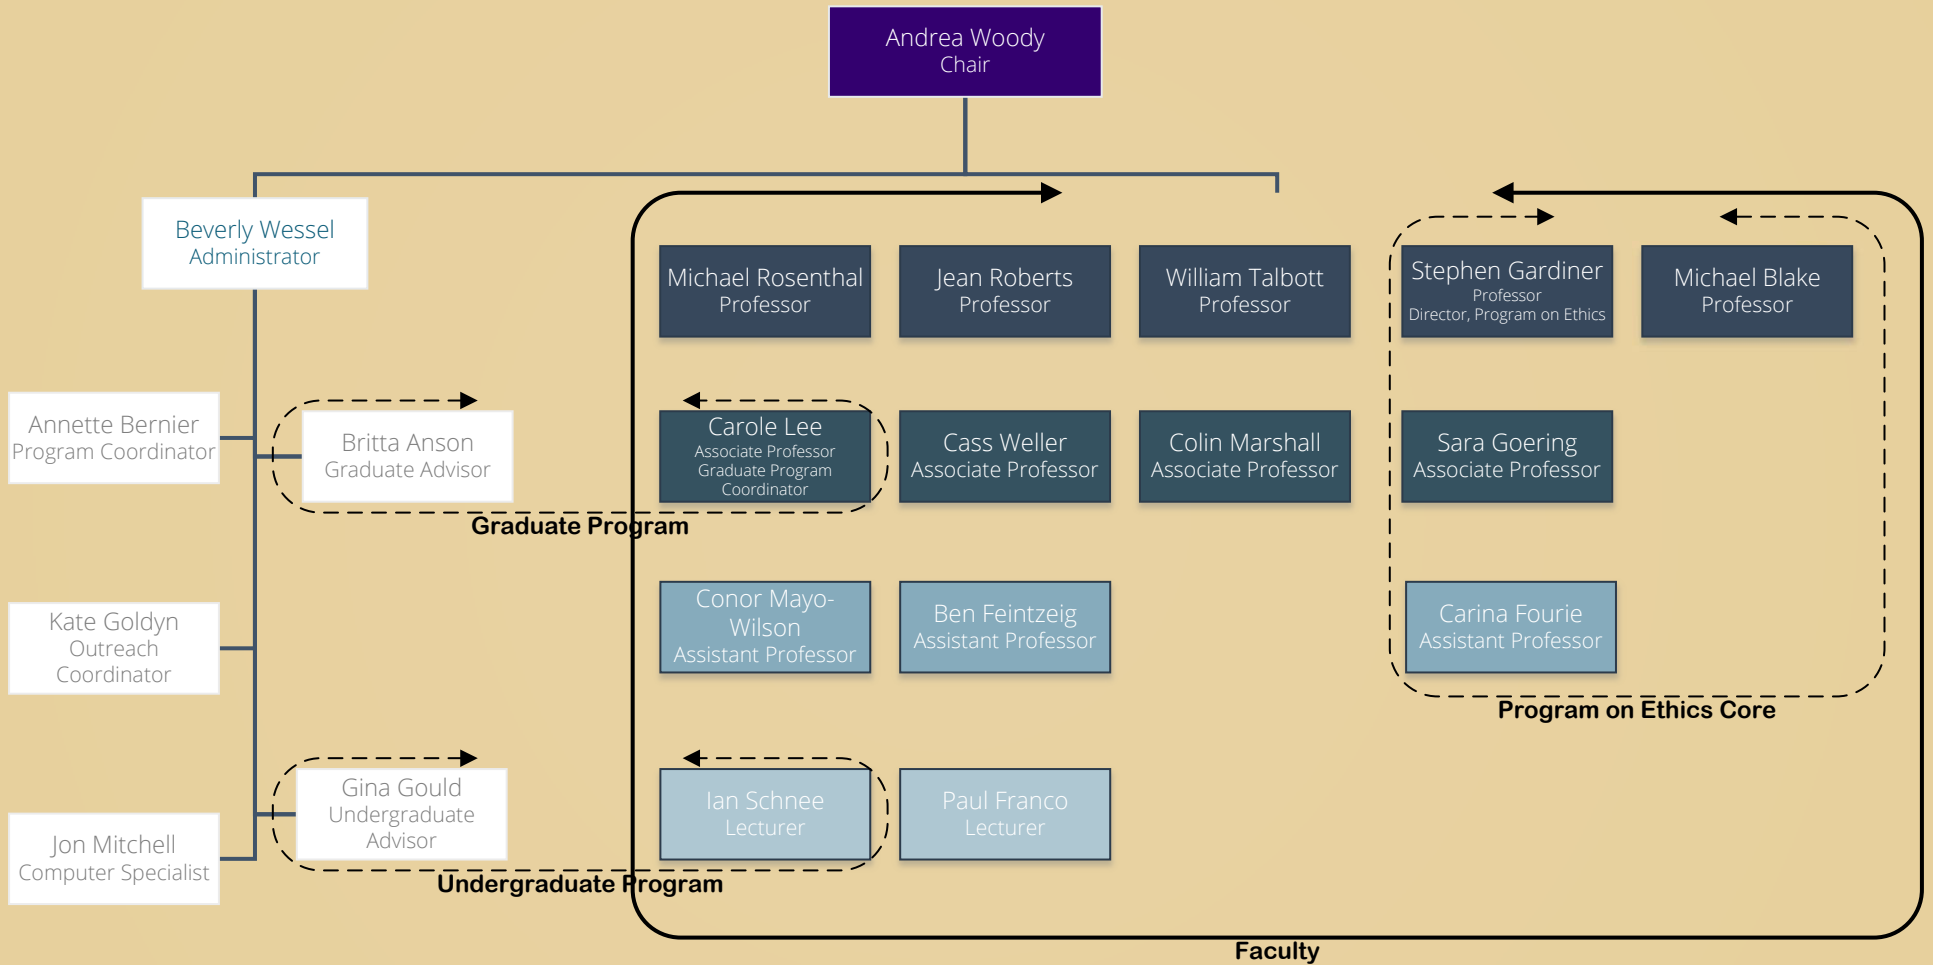 Andrea Woody
Chair
Beverly Wessel
Administrator
Michael Rosenthal
Professor
Jean Roberts
Professor
William Talbott
Professor
Stephen Gardiner
Professor
Director, Program on Ethics
Michael Blake
Professor
Annette Bernier
Program Coordinator
Britta Anson
Graduate Advisor
Carole Lee
Associate Professor
Graduate Program
Coordinator
Cass Weller
Associate Professor
Colin Marshall
Associate Professor
Sara Goering
Associate Professor
Graduate Program
Kate Goldyn
Outreach
Coordinator
Conor Mayo-
Wilson
Assistant Professor
Ben Feintzeig
Assistant Professor
Carina Fourie
Assistant Professor
Program on Ethics Core
Jon Mitchell
Computer Specialist
Gina Gould
Undergraduate
Advisor
Ian Schnee
Lecturer
Paul Franco
Lecturer
Undergraduate Program
Faculty